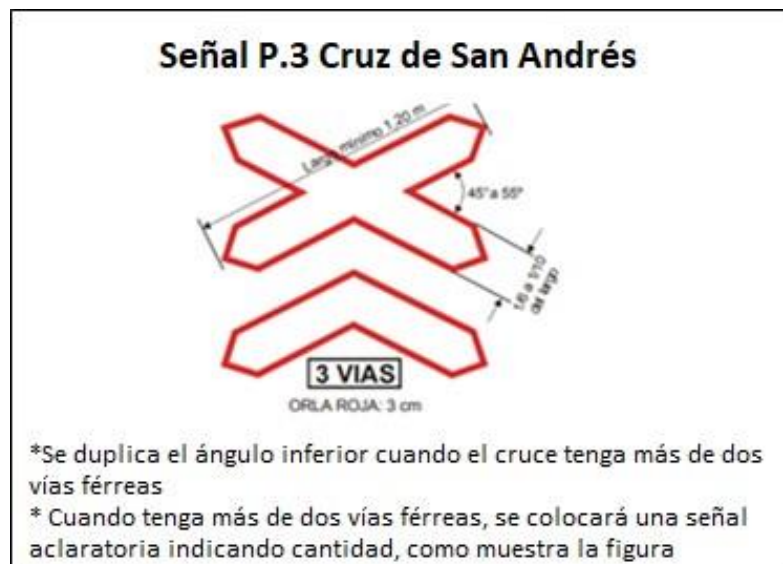 Señal P.3 Cruz de San Andrés
Largo mínimo 1,20 m
45° a 55°
1/6 a 1/10
del largo
3 VIAS
ORLA ROJA: 3 cm
*Se duplica el ángulo inferior cuando el cruce tenga más de dos
vías férreas
* Cuando tenga más de dos vías férreas, se colocará una señal
aclaratoria indicando cantidad, como muestra la figura